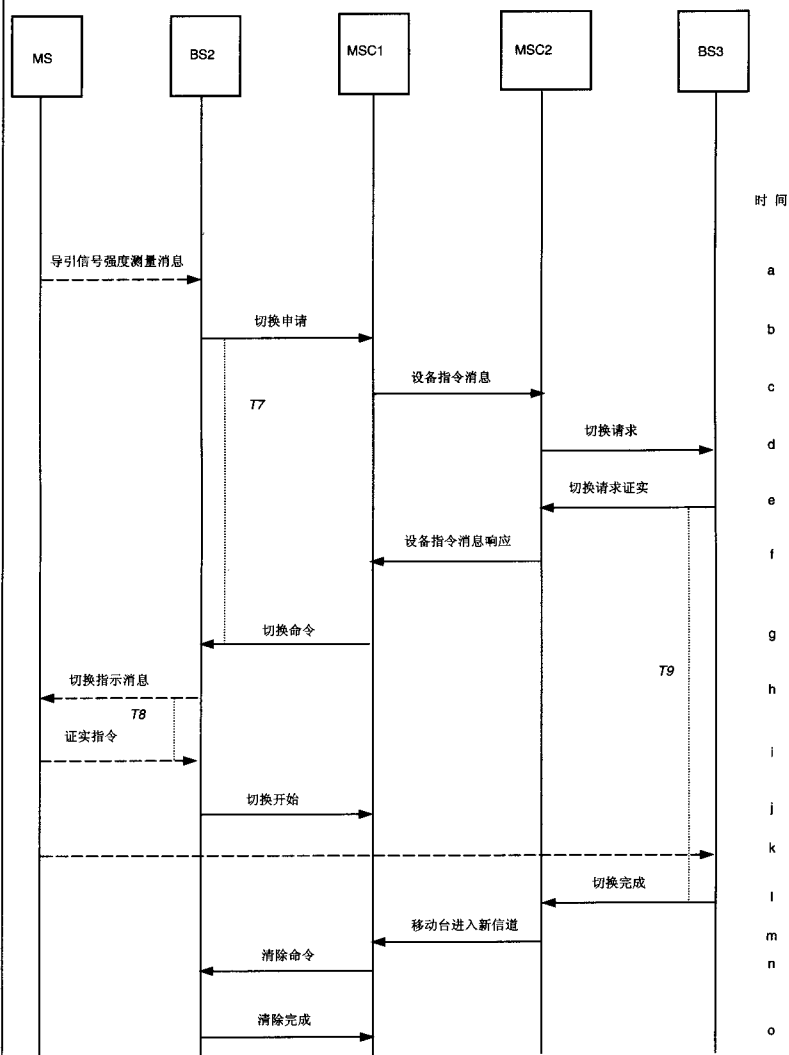 MS
BS2
MSC1
MSC2
BS3
时 间
导引信号强度测量消息
a
切换申请
b
T7
设备指令消息
c
切换请求
d
切换请求证实
e
设备指令消息响应
f
切换命令
g
T9
切换指示消息
h
T8
证实指令
i
切换开始
j
k
切换完成
l
移动台进入新信道
m
清除命令
n
清除完成
o